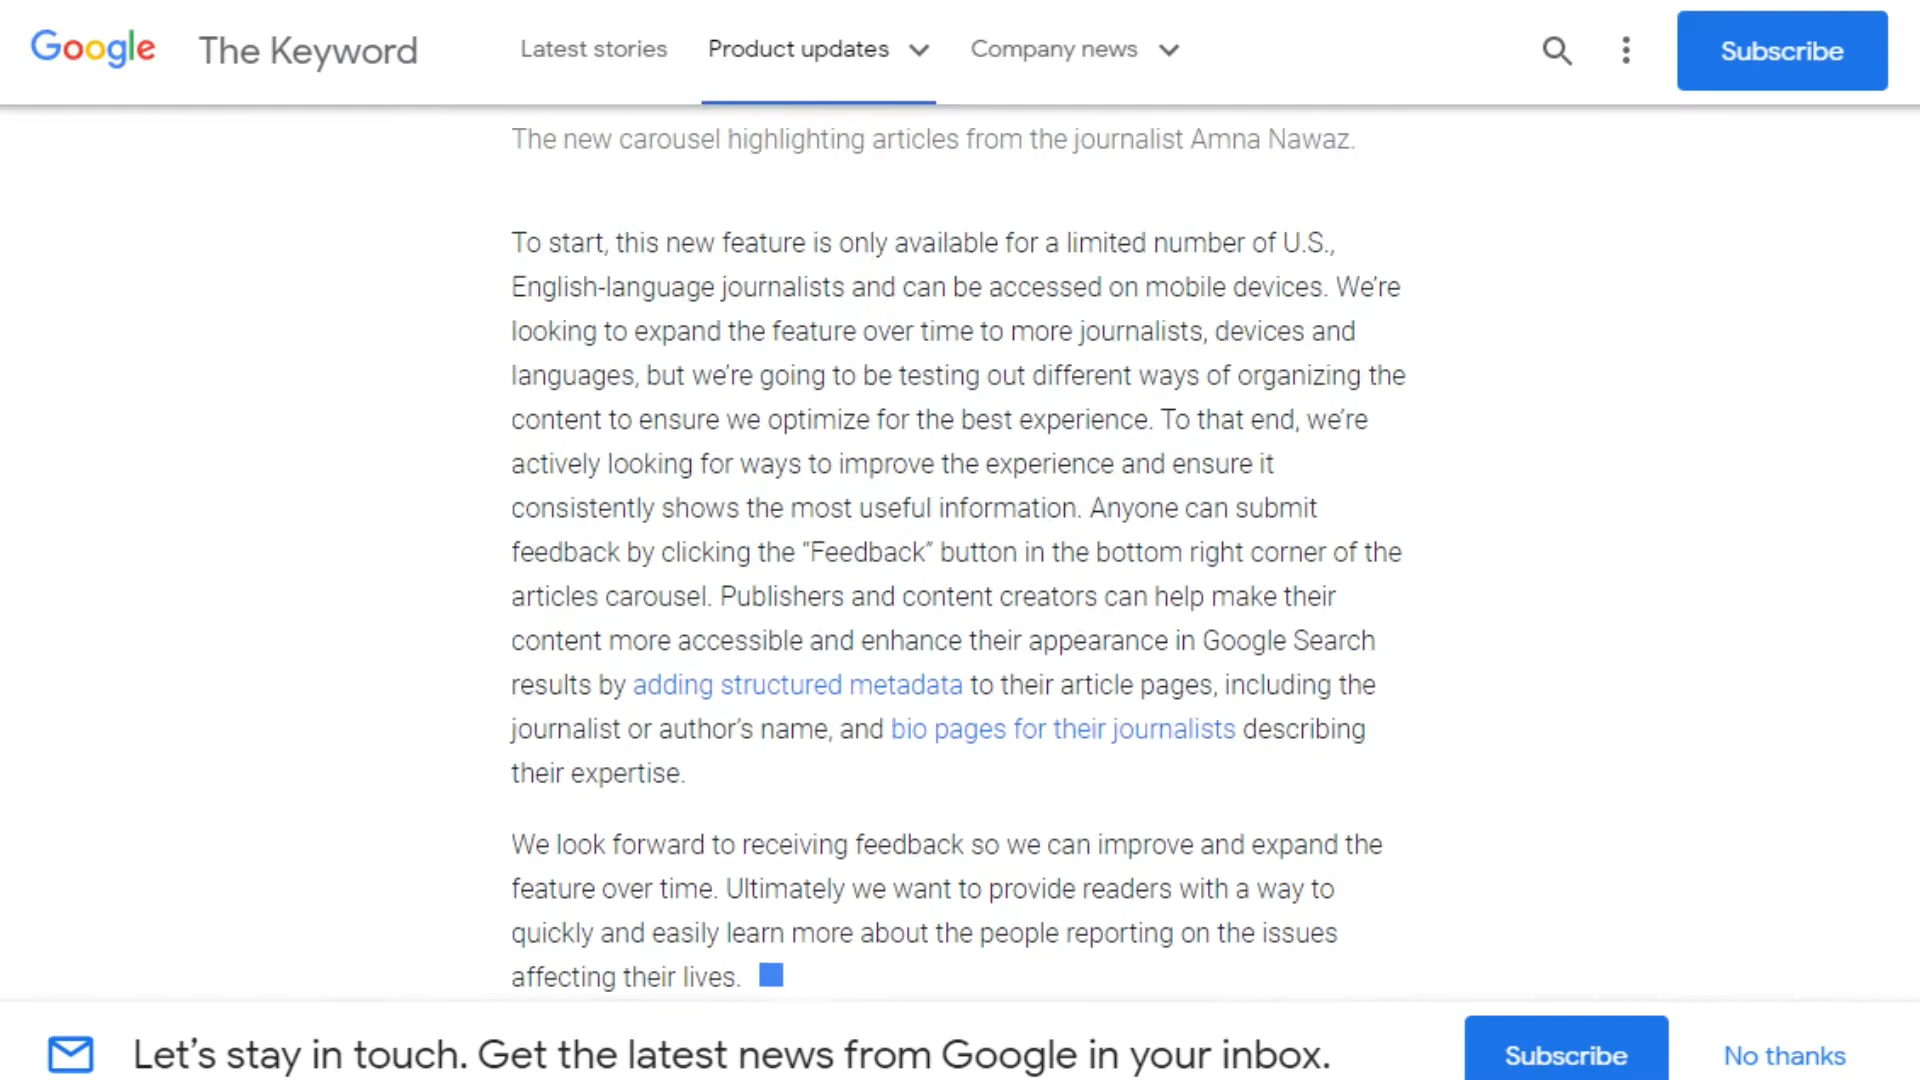 Google The Keyword Latest stories Product updates Company news Subscribe
The new carousel highlighting articles from the journalist Amna Nawaz.
To start, this new feature is only available for a limited number of U.S.,
English-language journalists and can be accessed on mobile devices. We’re
looking to expand the feature over time to more journalists, devices and
languages, but we’re going to be testing out different ways of organizing the
content to ensure we optimize for the best experience. To that end, we’re
actively looking for ways to improve the experience and ensure it
consistently shows the most useful information. Anyone can submit
feedback by clicking the “Feedback” button in the bottom right corner of the
articles carousel. Publishers and content creators can help make their
content more accessible and enhance their appearance in Google Search
results by adding structured metadata to their article pages, including the
journalist or author’s name, and bio pages for their journalists describing
their expertise.
We look forward to receiving feedback so we can improve and expand the
feature over time. Ultimately we want to provide readers with a way to
quickly and easily learn more about the people reporting on the issues
affecting their lives.
Let’s stay in touch. Get the latest news from Google in your inbox. Subscribe No thanks